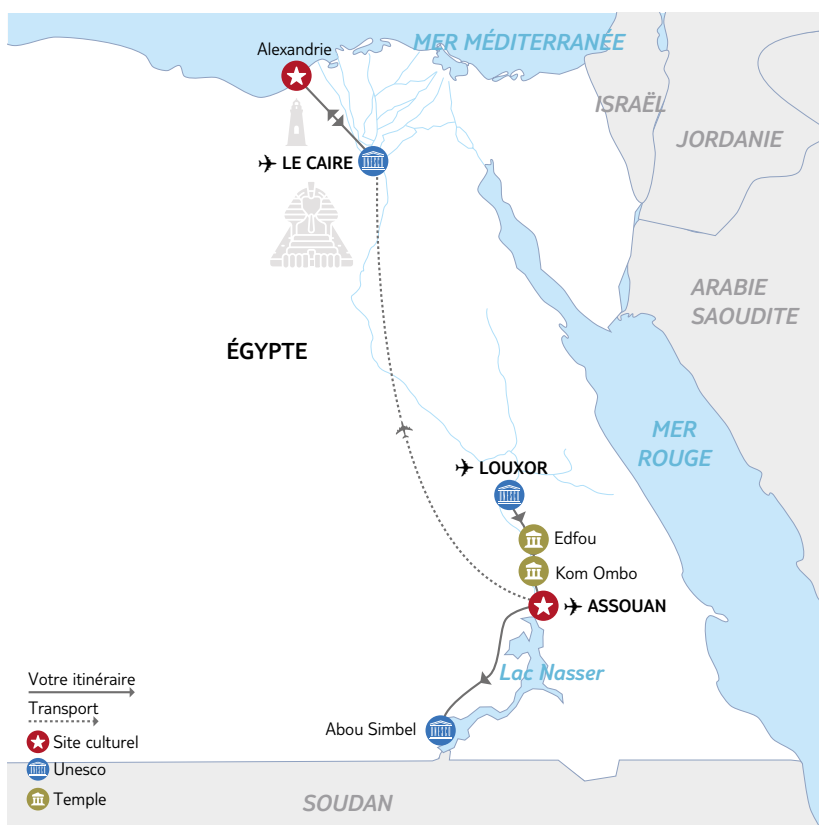 MER MÉDITERRANÉE
Alexandrie
ISRAËL
JORDANIE
LE CAIRE
ARABIE
SAOUDITE
ÉGYPTE
MER
ROUGE
LOUXOR
Edfou
Kom Ombo
ASSOUAN
Lac Nasser
Abou Simbel
Votre itinéraire
Transport
Site culturel
Unesco
Temple
SOUDAN